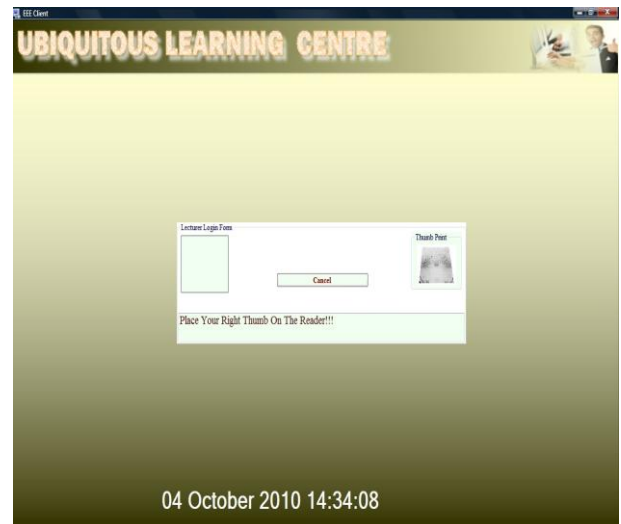 EEE Client
UBIQUITOUS LEARNING CENTRE
Lecturer Login Form
Thumb Print
Cancel
Place Your Right Thumb On The Reader!!!
04 October 2010 14:34:08